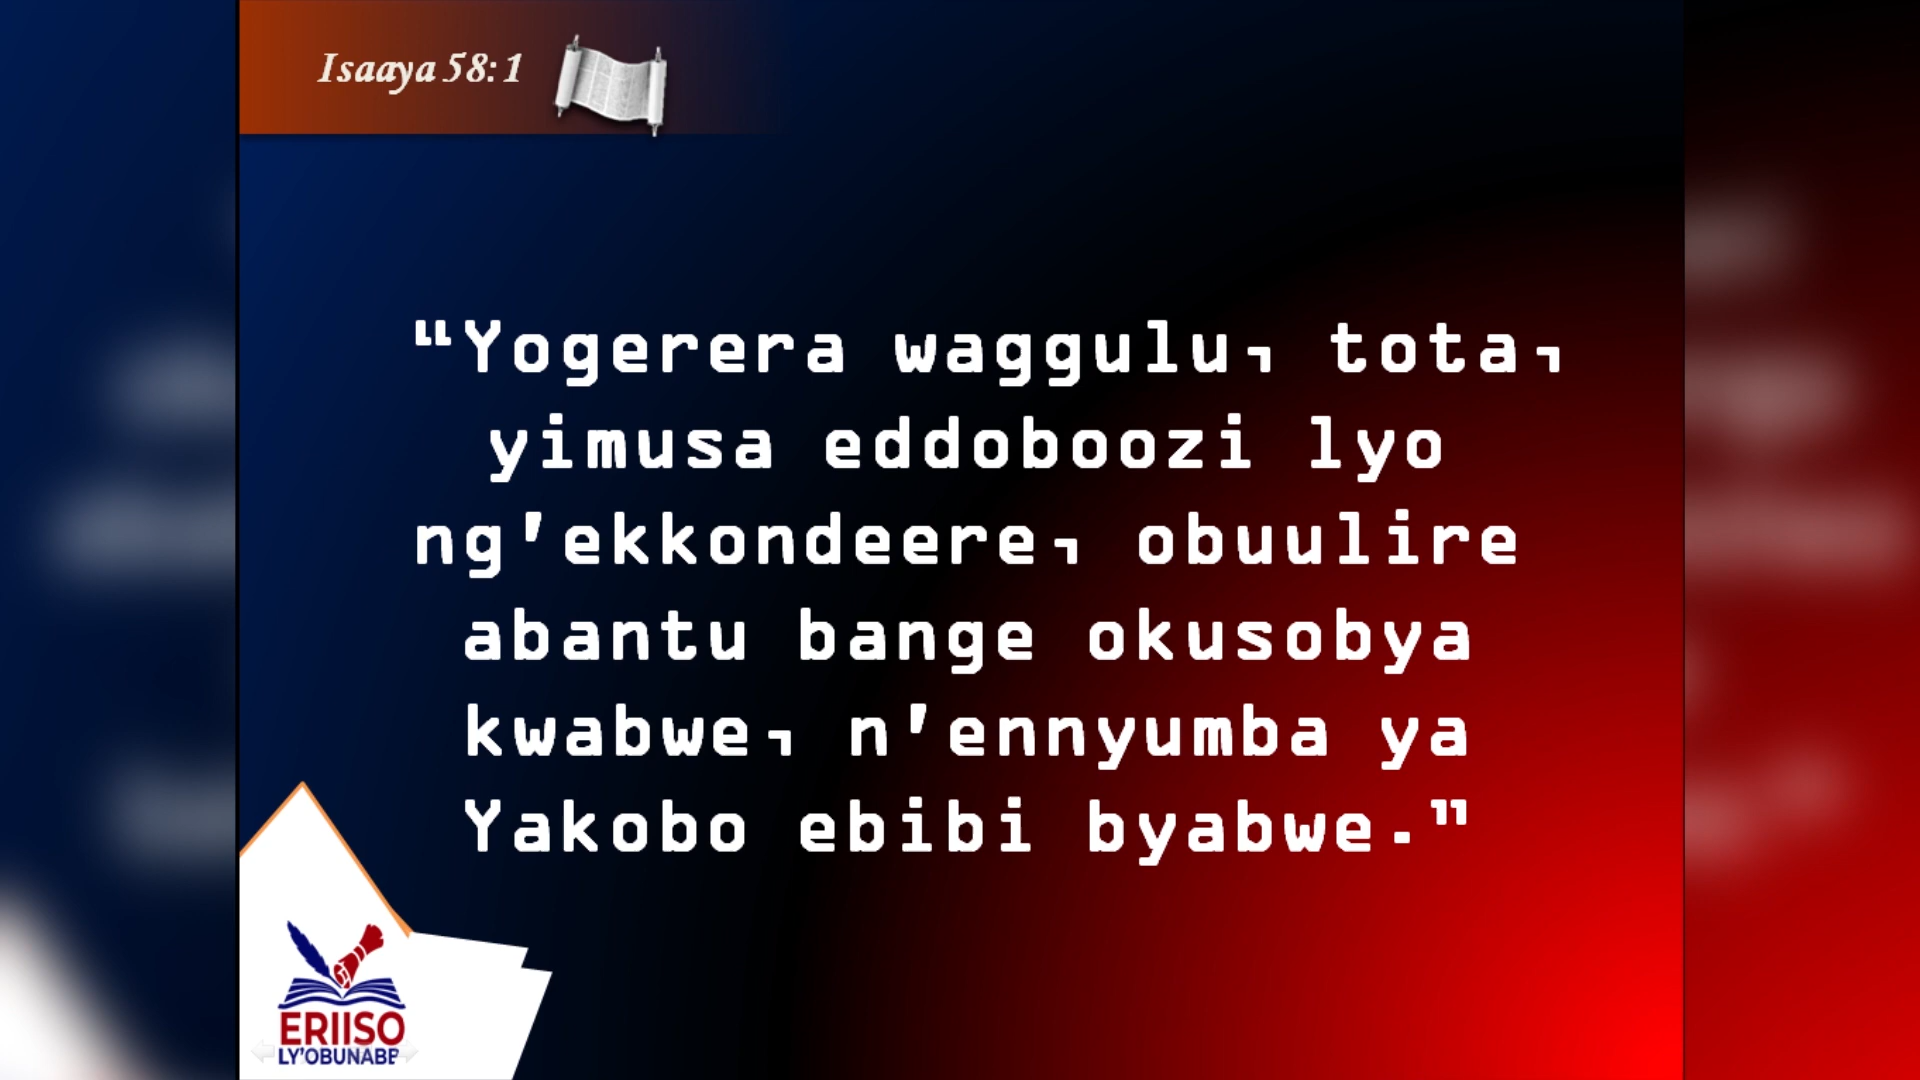 Isaaya 58:1
“Yogerera waggulu, tota,
yimusa eddoboozi lyo
ng'ekkondeere, obuulire
abantu bange okusobya
kwabwe, n'ennyumba ya
Yakobo ebibi byabwe.”
ERIISO
LY'OBUNABB